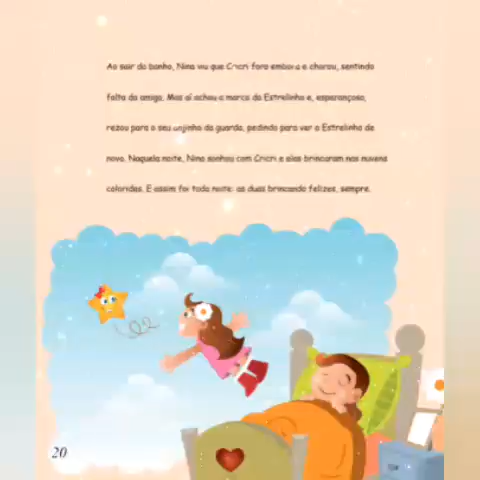 Ao sair do banho, Nina viu que Cricri fora embora e chorou, sentindo
falta da amiga. Mas aí achou a marca da Estrelinha e, esperançosa,
rezou para o seu anjinho da guarda, pedindo para ver a Estrelinha de
novo. Naquela noite, Nina sonhou com Cricri e elas brincaram nas nuvens
coloridas. E assim foi toda noite: as duas brincando felizes, sempre.
20